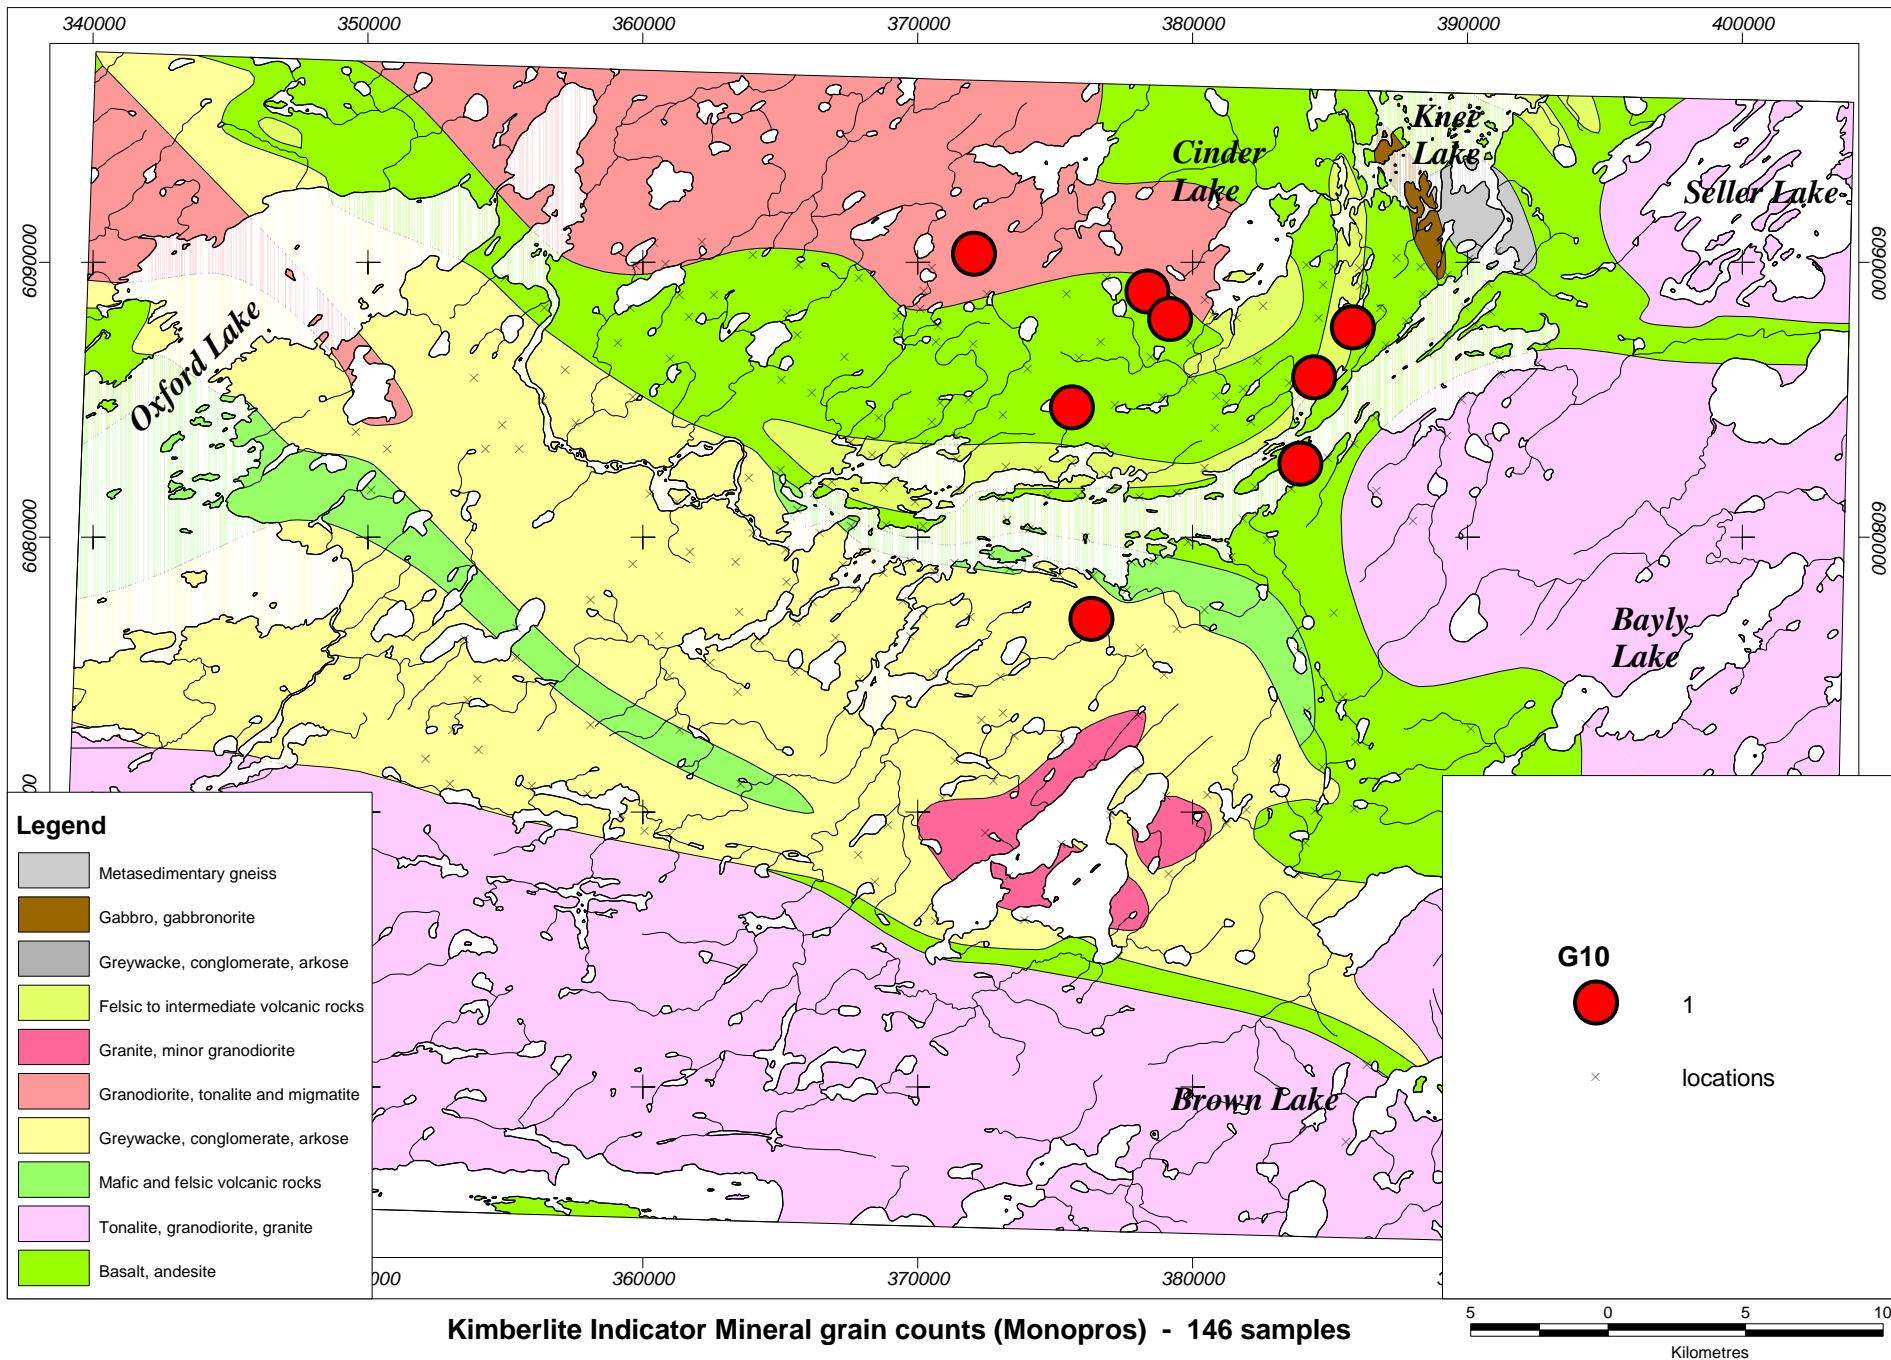 340000 350000 360000 370000 380000 390000 400000
Knee
Lake
Cinder
Lake
Seller Lake
6090000
6090000
Oxford Lake
6080000
6080000
Bayly
Lake
00
Legend
Metasedimentary gneiss
Gabbro, gabbronorite
Greywacke, conglomerate, arkose
Felsic to intermediate volcanic rocks
Granite, minor granodiorite
Granodiorite, tonalite and migmatite
Greywacke, conglomerate, arkose
Mafic and felsic volcanic rocks
Tonalite, granodiorite, granite
Basalt, andesite
G10
1
locations
Brown Lake
000 360000 370000 380000
5 0 5 10
Kilometres
Kimberlite Indicator Mineral grain counts (Monopros) - 146 samples